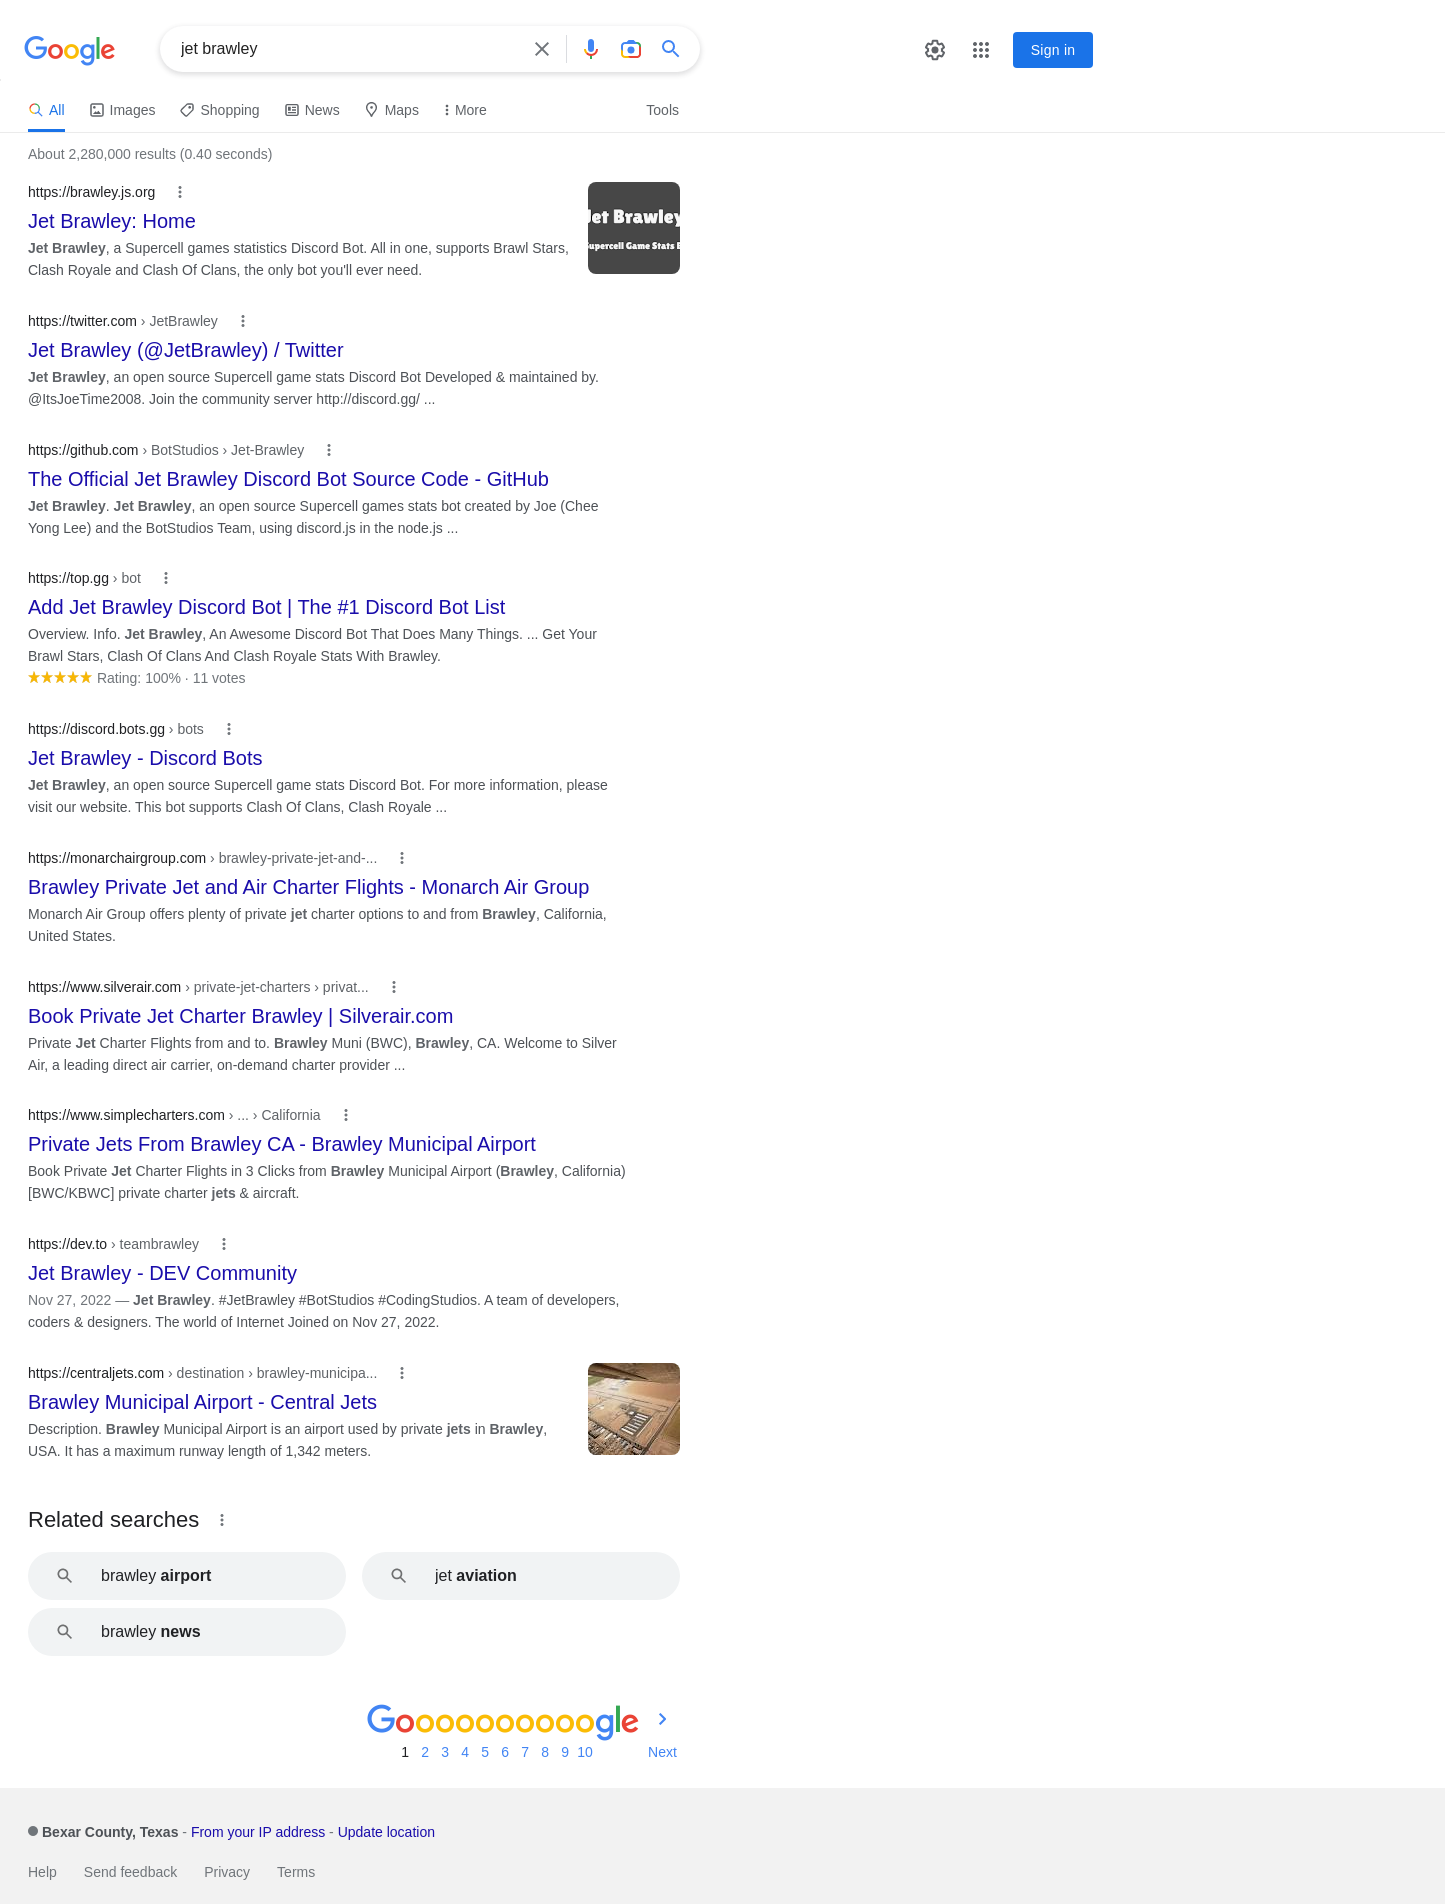 Google
jet brawley
Sign in
All
Images
Shopping
News
Maps
More
Tools
About 2,280,000 results (0.40 seconds)
https://brawley.js.org
Jet Brawley: Home
Jet Brawley, a Supercell games statistics Discord Bot. All in one, supports Brawl Stars,
Clash Royale and Clash Of Clans, the only bot you'll ever need.
Jet Brawley
Supercell Game Stats
https://twitter.com › JetBrawley
Jet Brawley (@JetBrawley) / Twitter
Jet Brawley, an open source Supercell game stats Discord Bot Developed & maintained by.
@ItsJoeTime2008. Join the community server http://discord.gg/ ...
https://github.com › BotStudios › Jet-Brawley
The Official Jet Brawley Discord Bot Source Code - GitHub
Jet Brawley. Jet Brawley, an open source Supercell games stats bot created by Joe (Chee
Yong Lee) and the BotStudios Team, using discord.js in the node.js ...
https://top.gg › bot
Add Jet Brawley Discord Bot | The #1 Discord Bot List
Overview. Info. Jet Brawley, An Awesome Discord Bot That Does Many Things. ... Get Your
Brawl Stars, Clash Of Clans And Clash Royale Stats With Brawley.
Rating: 100% · 11 votes
https://discord.bots.gg › bots
Jet Brawley - Discord Bots
Jet Brawley, an open source Supercell game stats Discord Bot. For more information, please
visit our website. This bot supports Clash Of Clans, Clash Royale ...
https://monarchairgroup.com › brawley-private-jet-and-...
Brawley Private Jet and Air Charter Flights - Monarch Air Group
Monarch Air Group offers plenty of private jet charter options to and from Brawley, California,
United States.
https://www.silverair.com › private-jet-charters › privat...
Book Private Jet Charter Brawley | Silverair.com
Private Jet Charter Flights from and to. Brawley Muni (BWC), Brawley, CA. Welcome to Silver
Air, a leading direct air carrier, on-demand charter provider ...
https://www.simplecharters.com › ... › California
Private Jets From Brawley CA - Brawley Municipal Airport
Book Private Jet Charter Flights in 3 Clicks from Brawley Municipal Airport (Brawley, California)
[BWC/KBWC] private charter jets & aircraft.
https://dev.to › teambrawley
Jet Brawley - DEV Community
Nov 27, 2022 — Jet Brawley. #JetBrawley #BotStudios #CodingStudios. A team of developers,
coders & designers. The world of Internet Joined on Nov 27, 2022.
https://centraljets.com › destination › brawley-municipa...
Brawley Municipal Airport - Central Jets
Description. Brawley Municipal Airport is an airport used by private jets in Brawley,
USA. It has a maximum runway length of 1,342 meters.
Related searches
brawley airport
jet aviation
brawley news
Goooooooooogle
1 2 3 4 5 6 7 8 9 10 Next
Bexar County, Texas - From your IP address - Update location
Help Send feedback Privacy Terms